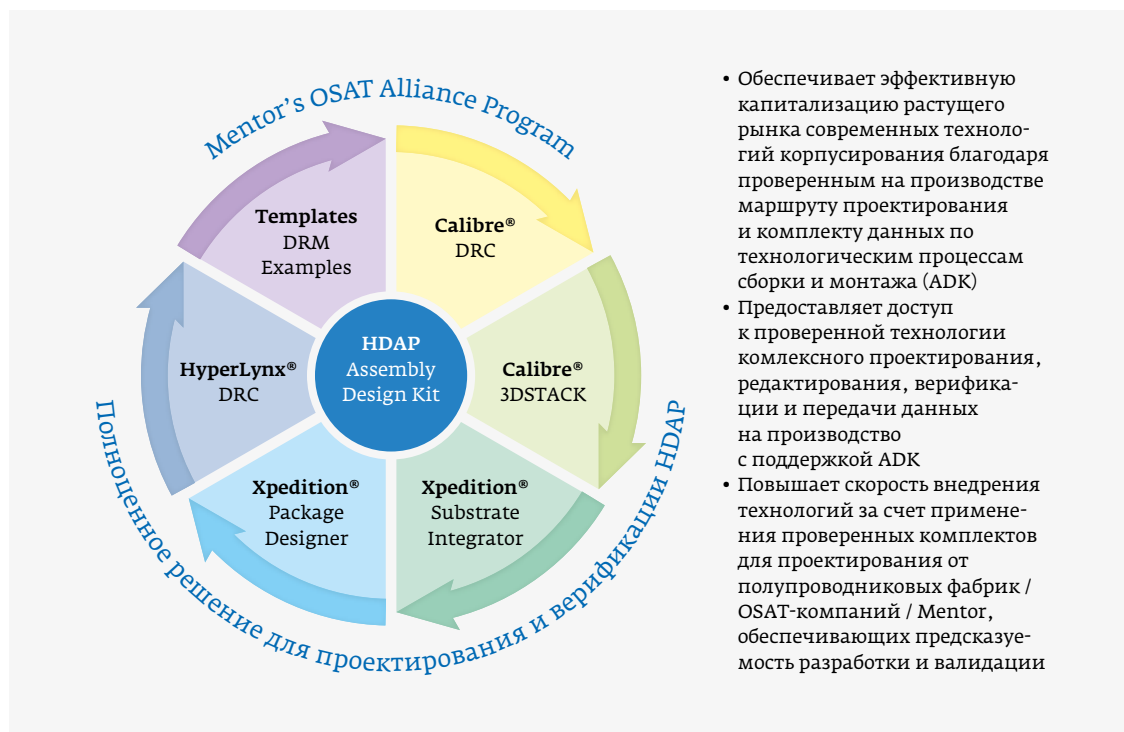 Mentor's OSAT Alliance Program
Templates
DRM
Examples
Calibre®
DRC
HyperLynx®
DRC
HDAP
Assembly
Design Kit
Calibre®
3DSTACK
Xpedition®
Package
Designer
Xpedition®
Substrate
Integrator
Полноценное решение для проектирования и верификации HDAP
• Обеспечивает эффективную
капитализацию растущего
рынка современных техноло-
гий корпусирования благодаря
проверенным на производстве
маршруту проектирования
и комплекту данных по
технологическим процессам
сборки и монтажа (ADK)
• Предоставляет доступ
к проверенной технологии
комлексного проектирования,
редактирования, верифика-
ции и передачи данных
на производство
с поддержкой ADK
• Повышает скорость внедрения
технологий за счет примене-
ния проверенных комплектов
для проектирования от
полупроводниковых фабрик /
OSAT-компаний / Mentor,
обеспечивающих предсказуе-
мость разработки и валидации